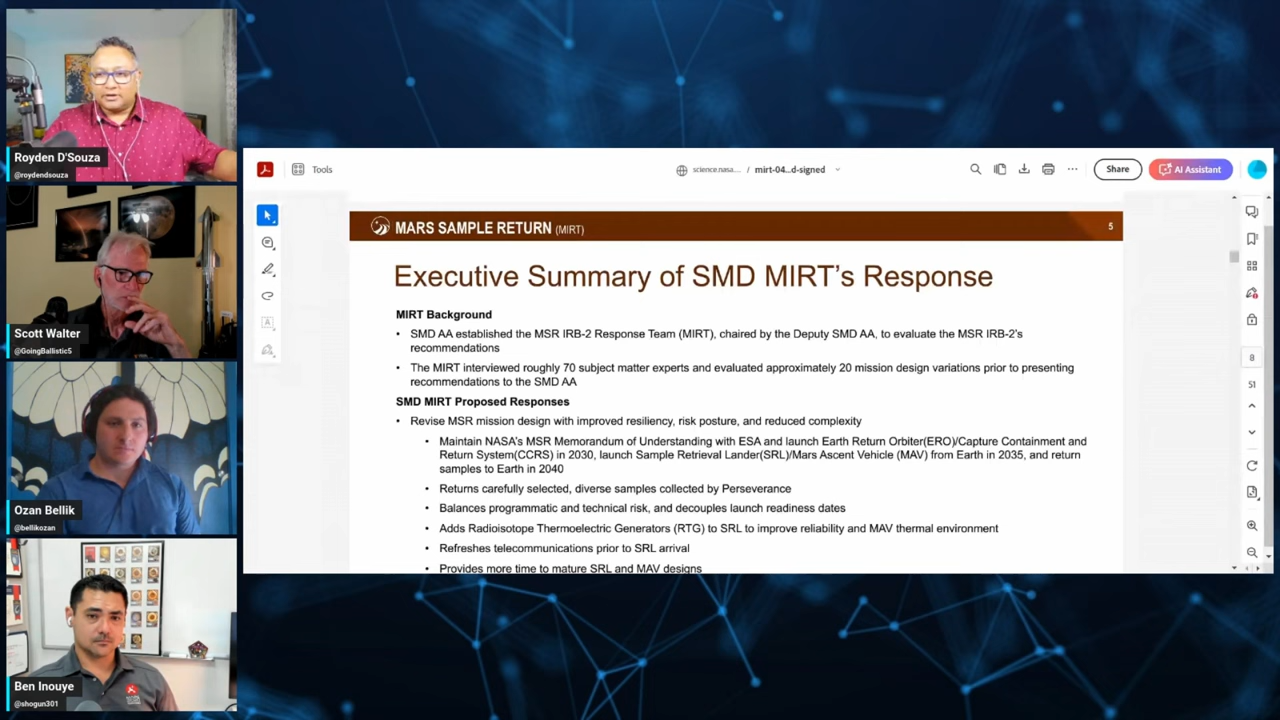 Royden D'Souza
@roydendsouza
Scott Walter
@GoingBallistic5
Ozan Bellik
@bellikozan
Ben Inouye
@shogun301
Tools
science.nasa.... / mirt-04...d-signed
Share
AI Assistant
MARS SAMPLE RETURN (MIRT)
5
Executive Summary of SMD MIRT's Response
MIRT Background
• SMD AA established the MSR IRB-2 Response Team (MIRT), chaired by the Deputy SMD AA, to evaluate the MSR IRB-2's
recommendations
• The MIRT interviewed roughly 70 subject matter experts and evaluated approximately 20 mission design variations prior to presenting
recommendations to the SMD AA
SMD MIRT Proposed Responses
• Revise MSR mission design with improved resiliency, risk posture, and reduced complexity
• Maintain NASA's MSR Memorandum of Understanding with ESA and launch Earth Return Orbiter(ERO)/Capture Containment and
Return System(CCRS) in 2030, launch Sample Retrieval Lander(SRL)/Mars Ascent Vehicle (MAV) from Earth in 2035, and return
samples to Earth in 2040
• Returns carefully selected, diverse samples collected by Perseverance
• Balances programmatic and technical risk, and decouples launch readiness dates
• Adds Radioisotope Thermoelectric Generators (RTG) to SRL to improve reliability and MAV thermal environment
• Refreshes telecommunications prior to SRL arrival
• Provides more time to mature SRL and MAV designs
8
51